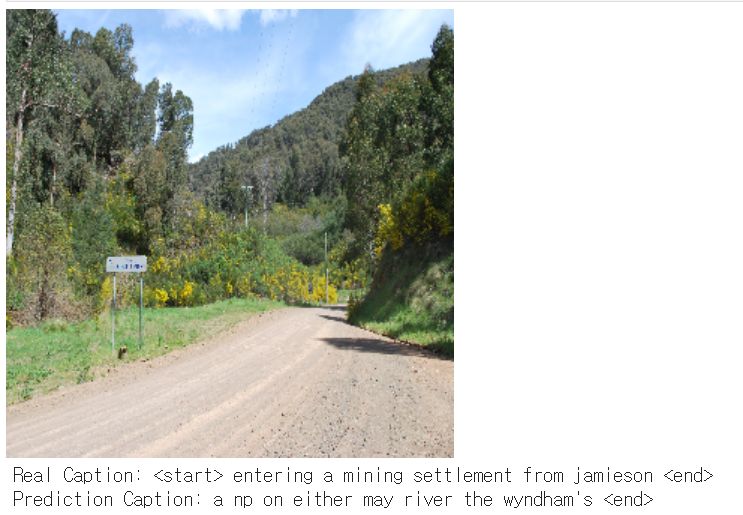 Real Caption: <start> entering a mining settlement from jamieson <end>
Prediction Caption: a np on either may river the wyndham's <end>